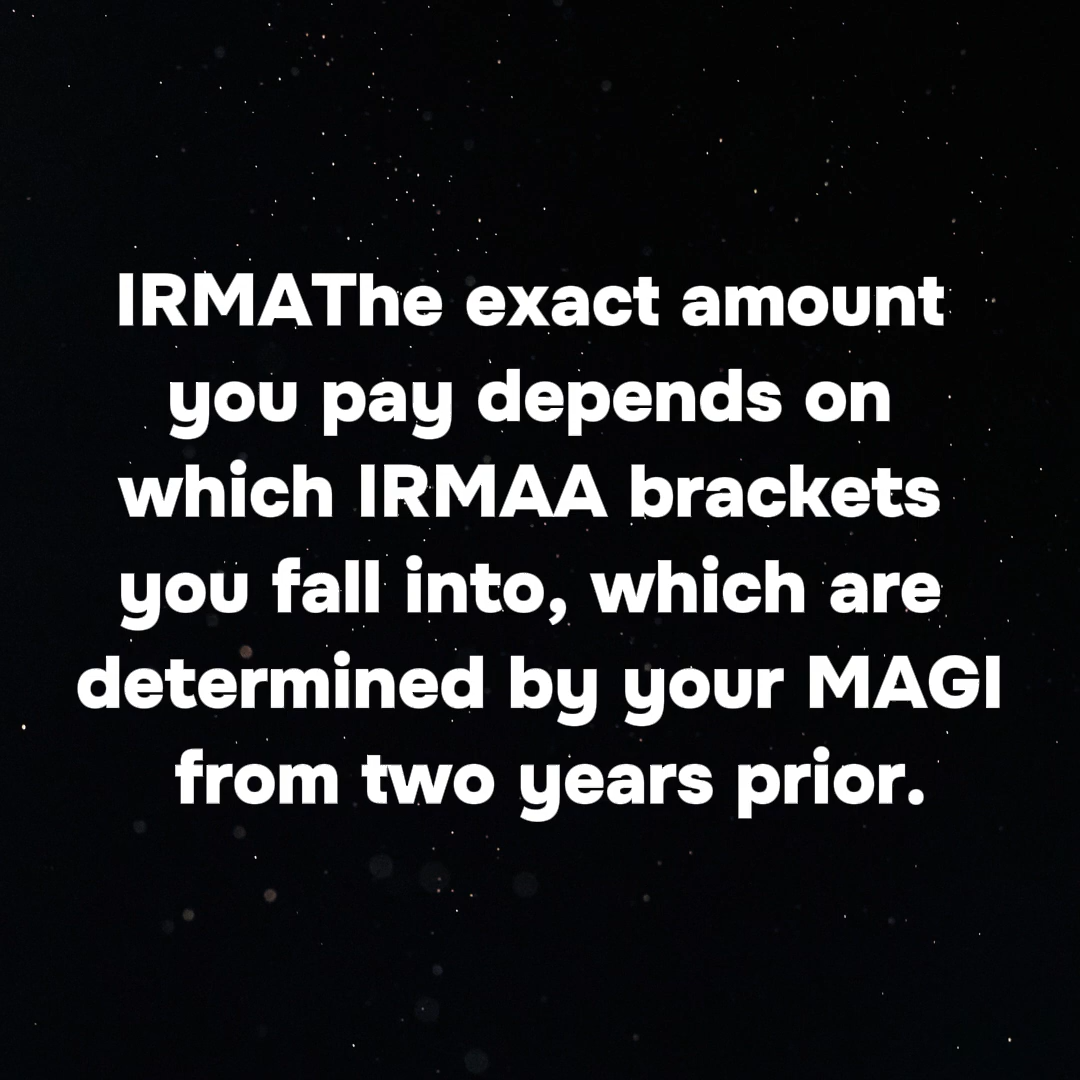 IRMAThe exact amount
you pay depends on
which IRMAA brackets
you fall into, which are
determined by your MAGI
from two years prior.